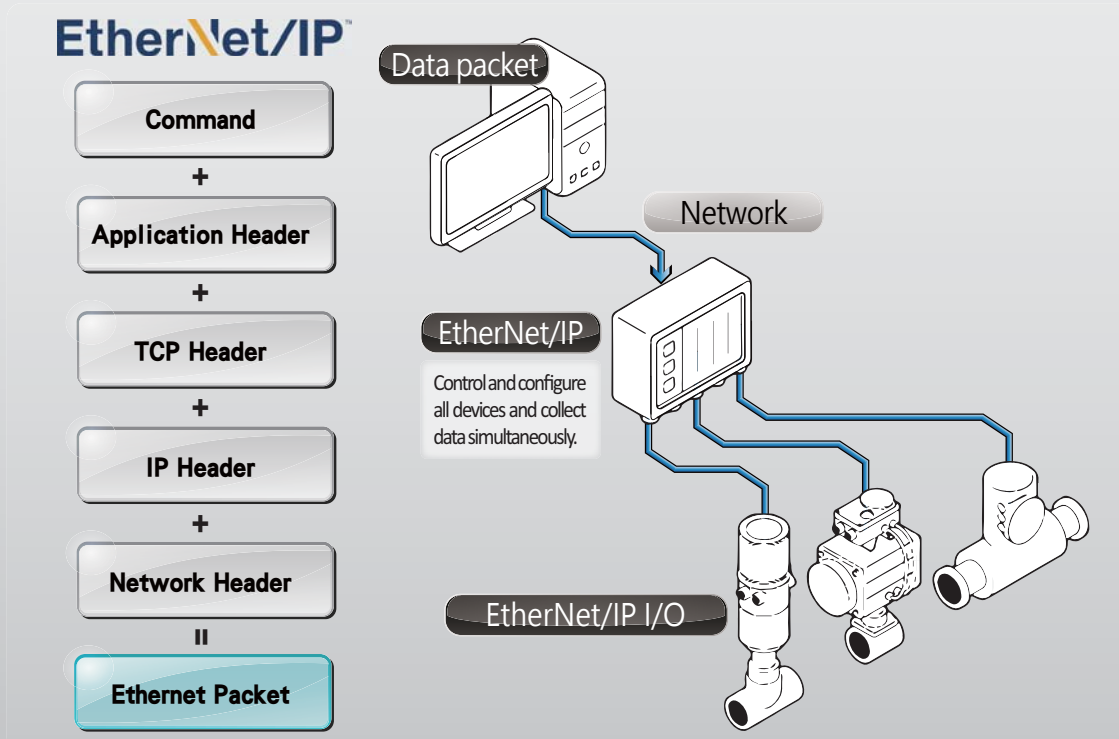 EtherNet/IP™
Command
+
Application Header
+
TCP Header
+
IP Header
+
Network Header
=
Ethernet Packet
Data packet
Network
EtherNet/IP
Control and configure
all devices and collect
data simultaneously.
EtherNet/IP I/O